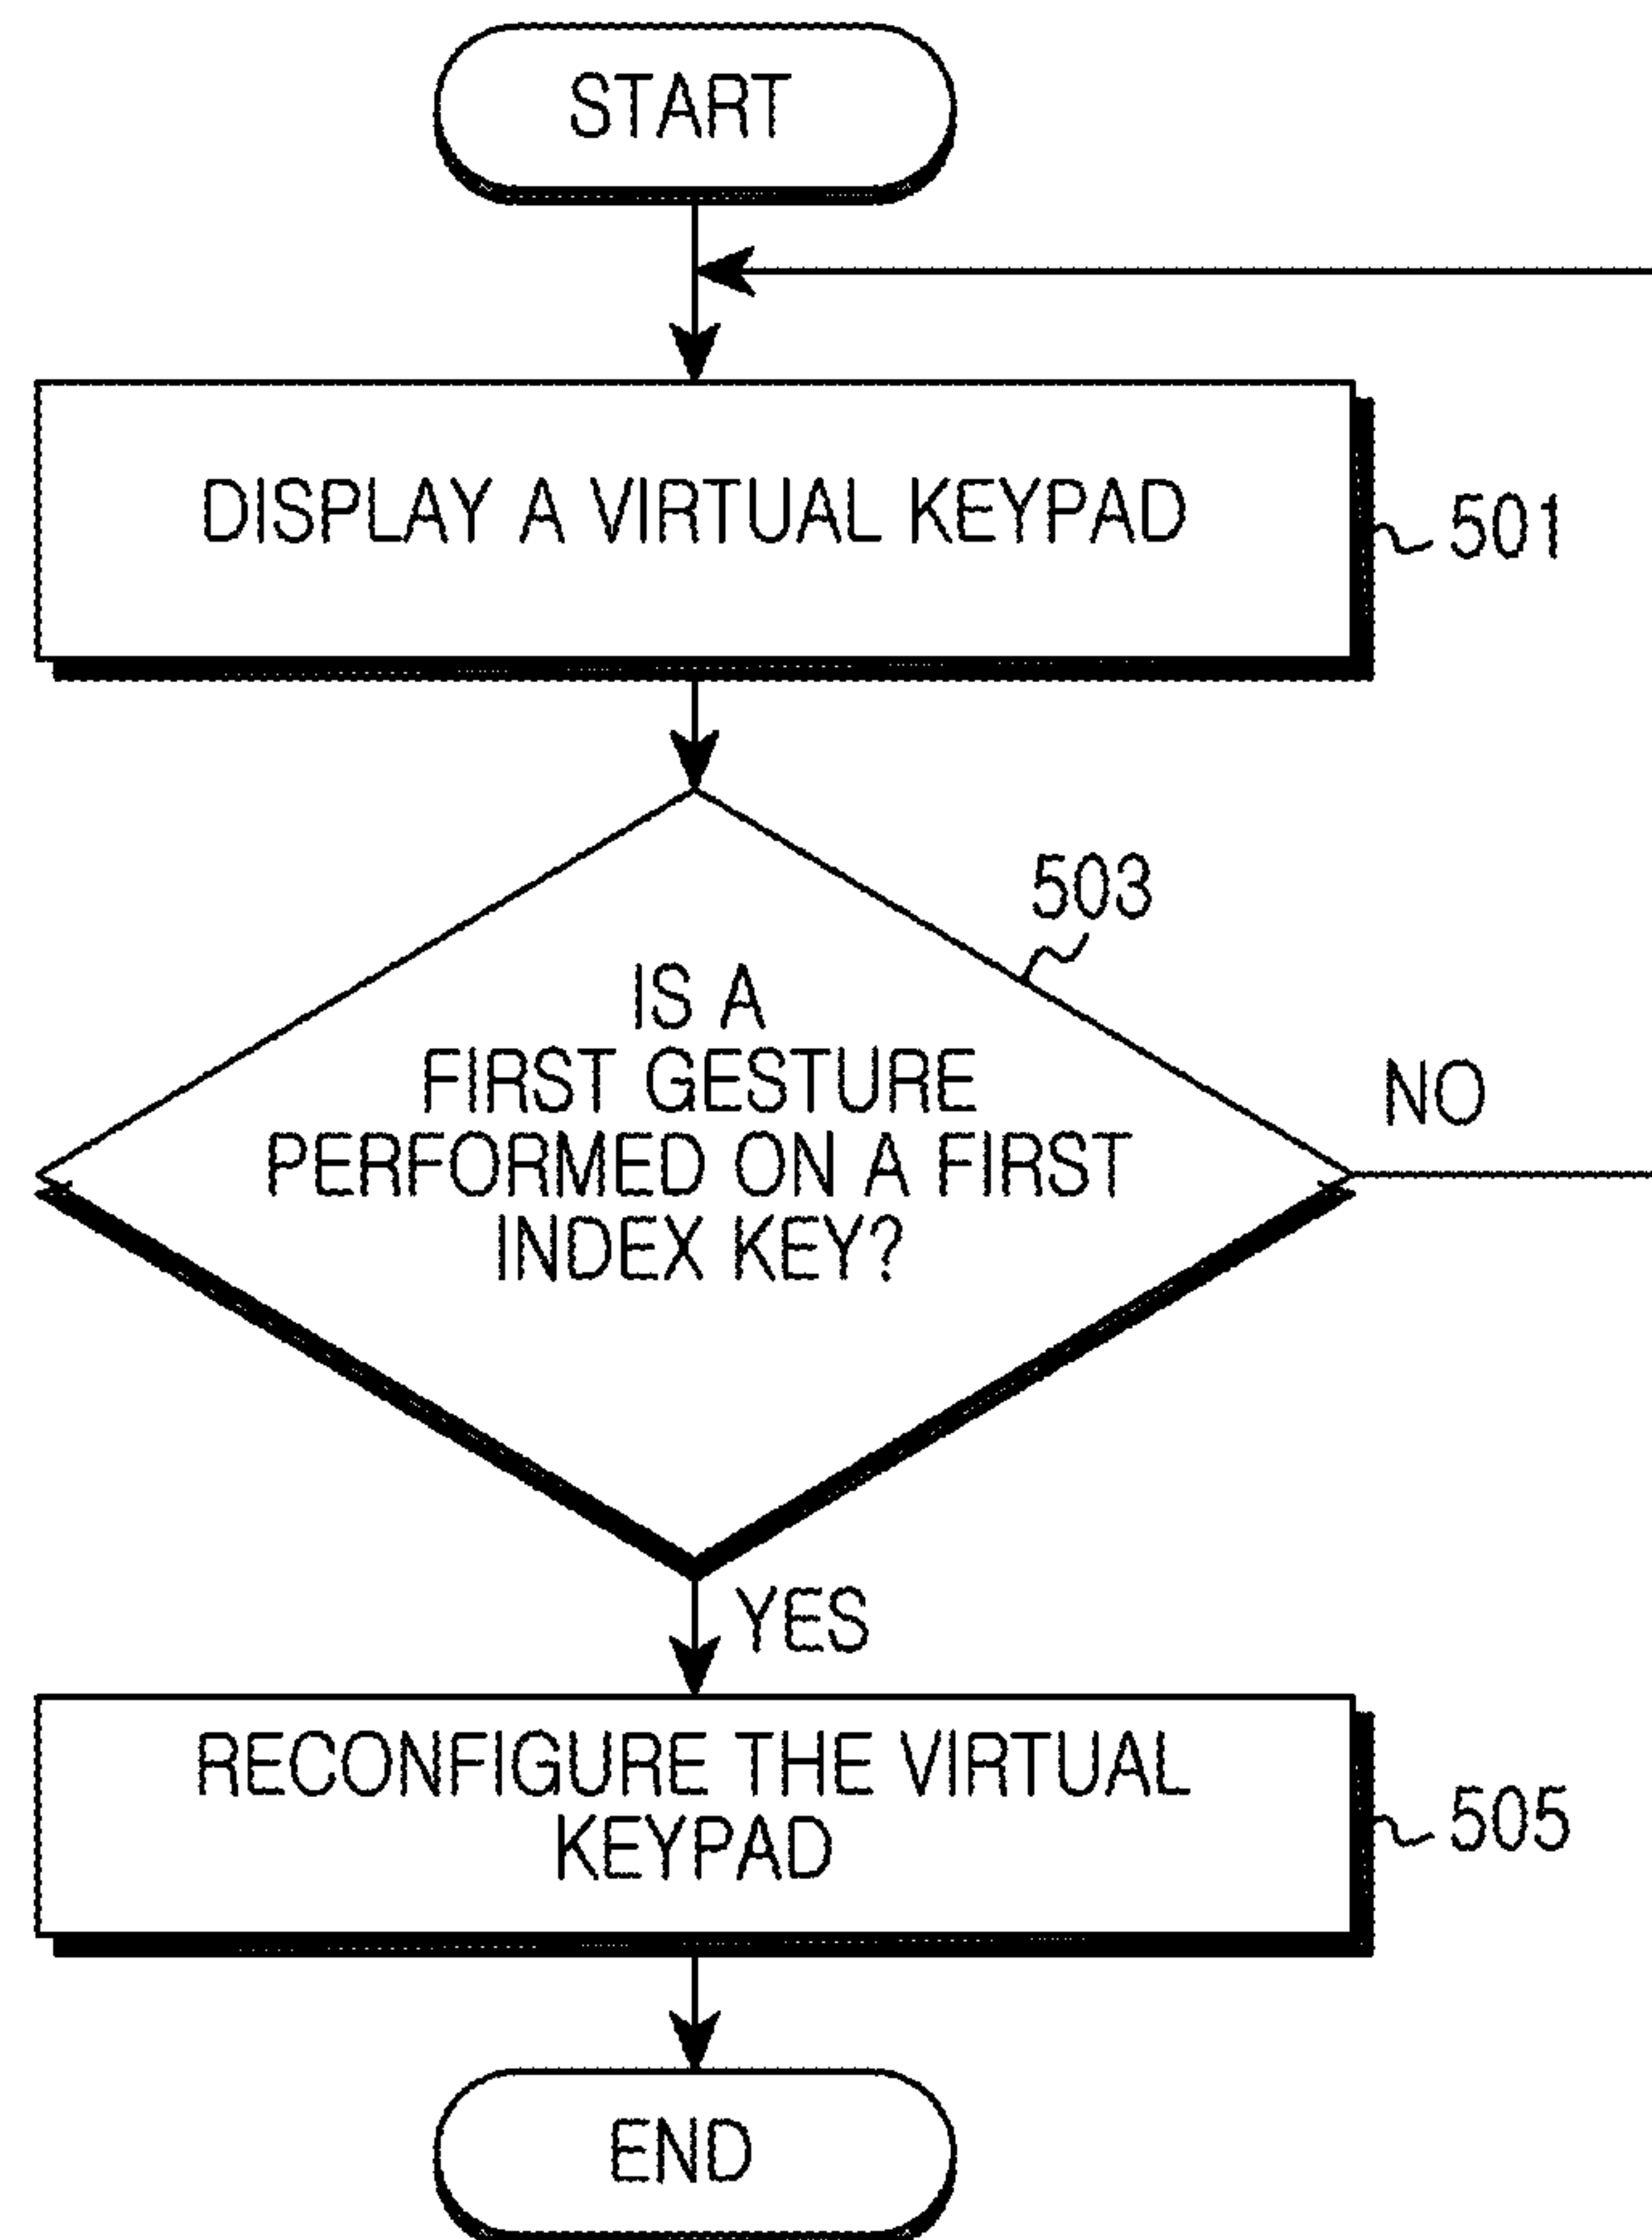 START
DISPLAY A VIRTUAL KEYPAD
501
503
IS A
FIRST GESTURE
PERFORMED ON A FIRST
INDEX KEY?
NO
YES
RECONFIGURE THE VIRTUAL
KEYPAD
505
END